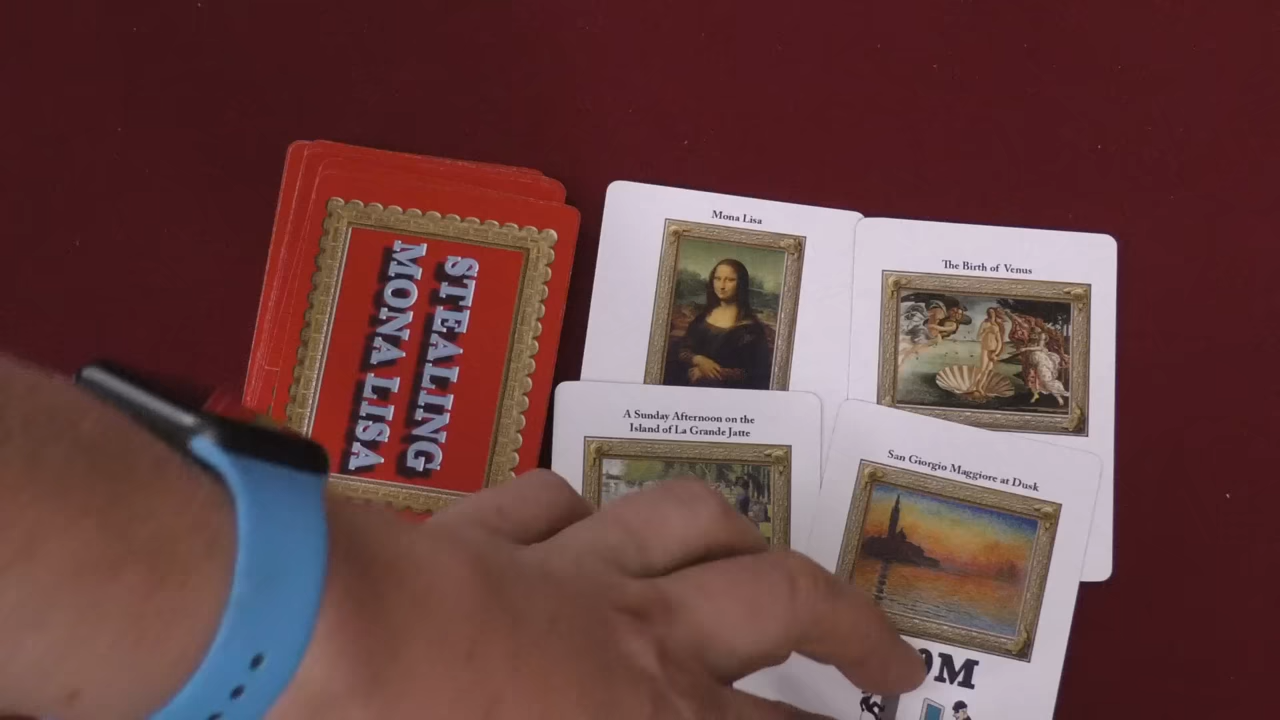 STEALING
MONA LISA
Mona Lisa
The Birth of Venus
A Sunday Afternoon on the
Island of La Grande Jatte
San Giorgio Maggiore at Dusk